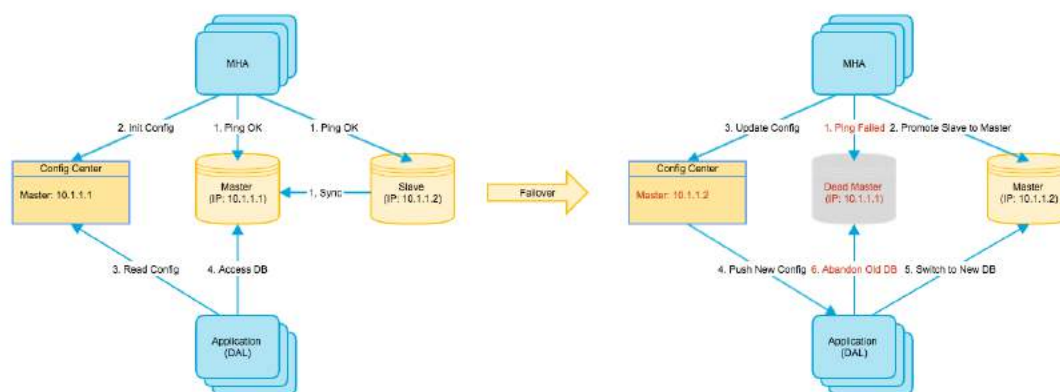 MHA
2. Init Config
1. Ping OK
1. Ping OK
Config Center
Master: 10.1.1.1
Master
(IP: 10.1.1.1)
1. Sync
Slave
(IP: 10.1.1.2)
3. Read Config
4. Access DB
Application
(DAL)
Failover
MHA
3. Update Config
1. Ping Failed
2. Promote Slave to Master
Config Center
Master: 10.1.1.2
Dead Master
(IP: 10.1.1.1)
Master
(IP: 10.1.1.2)
4. Push New Config
6. Abandon Old DB
5. Switch to New DB
Application
(DAL)